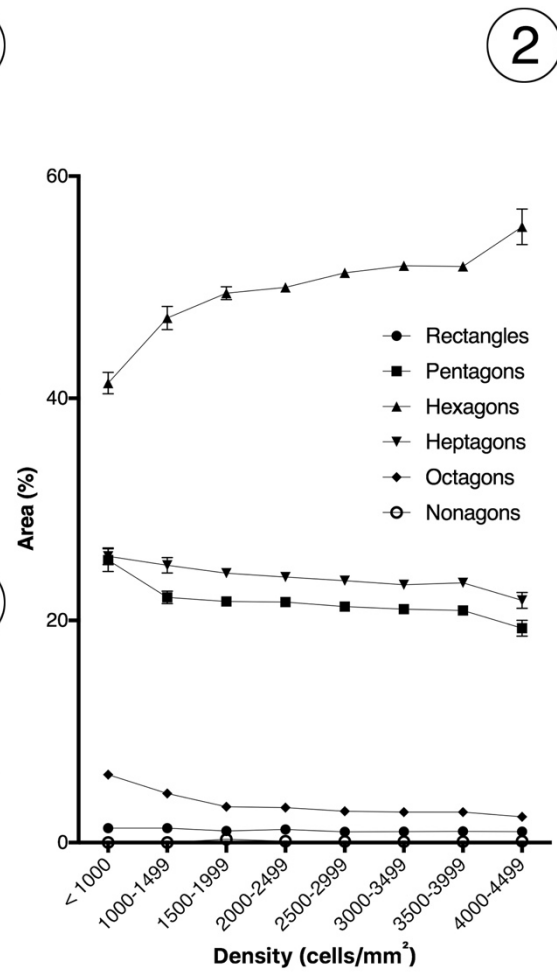 2
60
40
20
0
Area (%)
Rectangles
Pentagons
Hexagons
Heptagons
Octagons
Nonagons
< 1000
1000-1499
1500-1999
2000-2499
2500-2999
3000-3499
3500-3999
4000-4499
Density (cells/mm²)